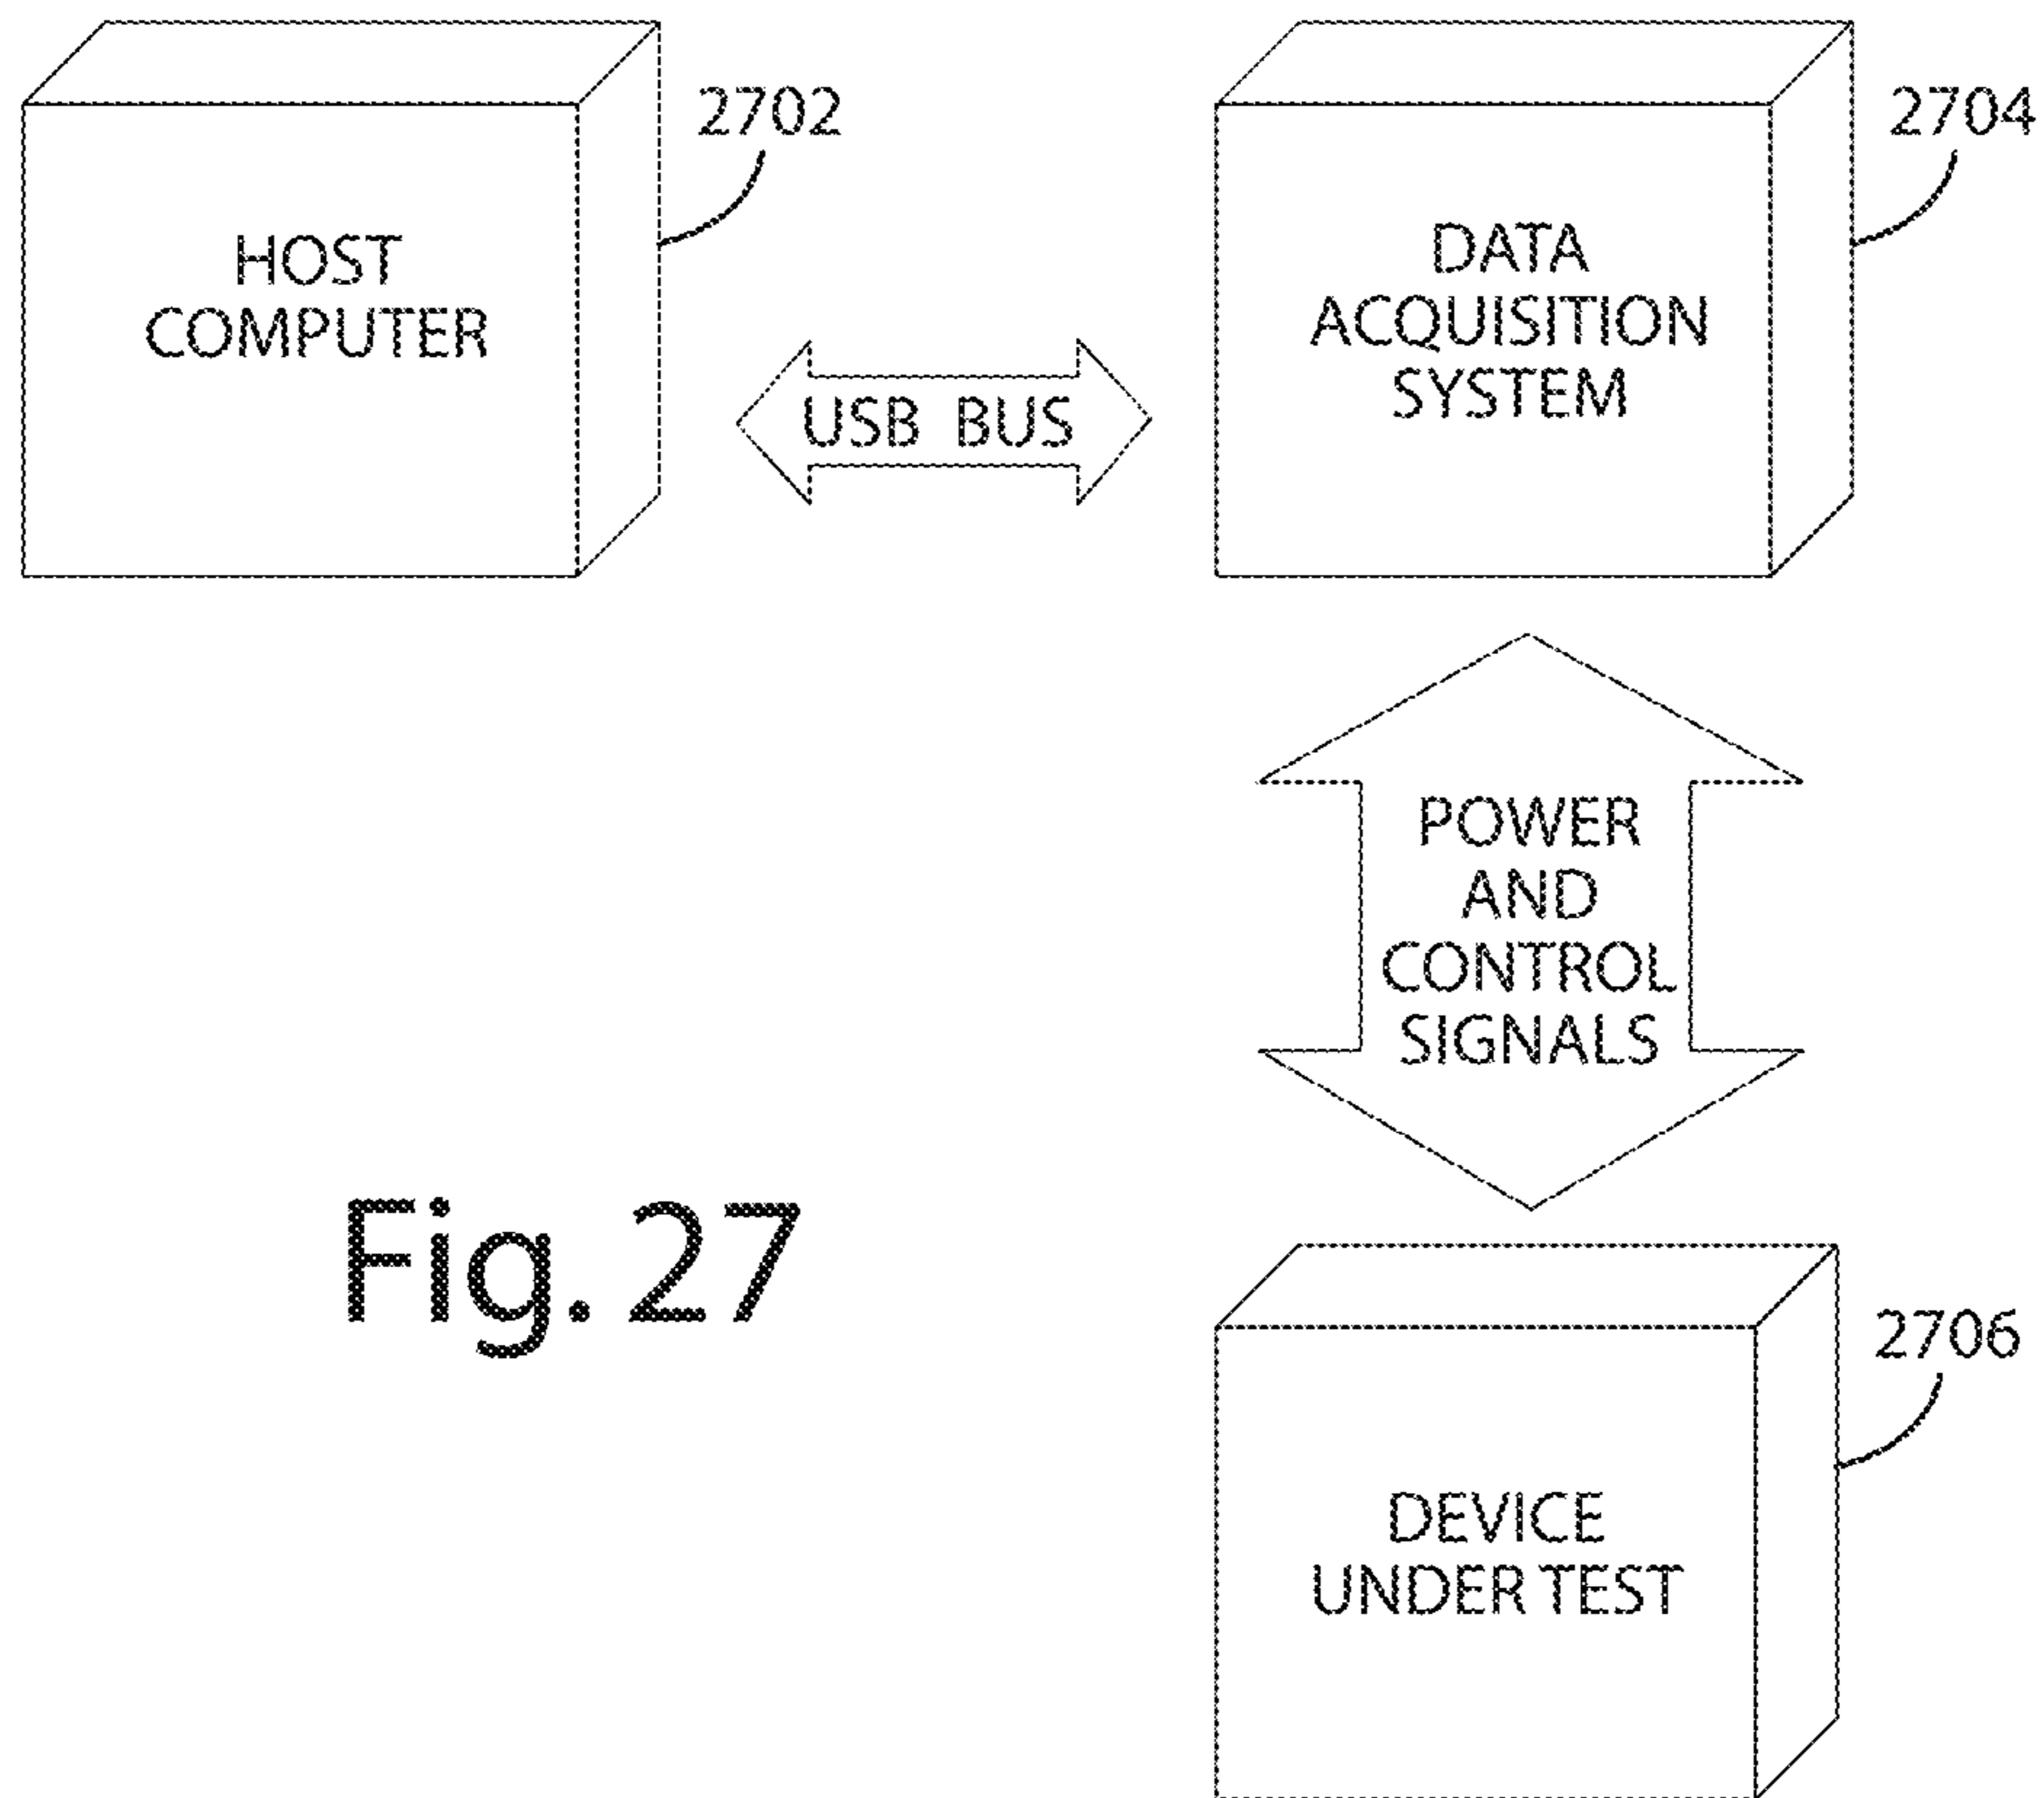 2702
HOST
COMPUTER
2704
DATA
ACQUISITION
SYSTEM
USB BUS
POWER
AND
CONTROL
SIGNALS
Fig. 27
2706
DEVICE
UNDER TEST